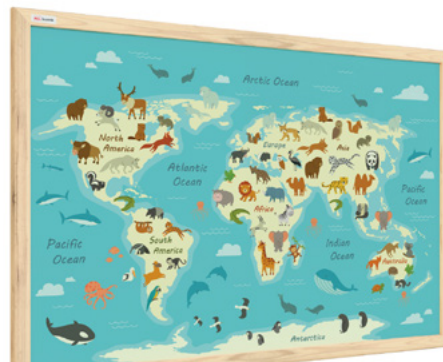 Arctic Ocean
North
America
Europe
Asia
Atlantic
Ocean
Pacific
Ocean
Africa
South
America
Pacific
Ocean
Indian
Ocean
Australia
Antarctica